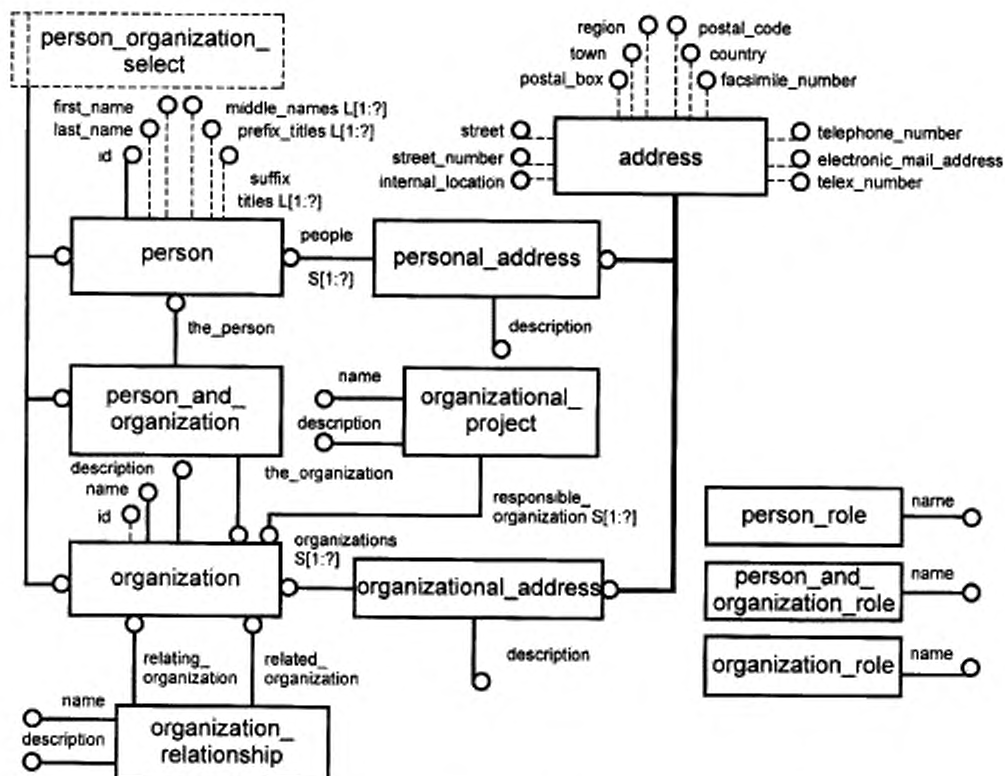 person_organization_
select
region
postal_code
town
country
postal_box
facsimile_number
first_name
middle_names L[1:?]
last_name
prefix_titles L[1:?]
id
suffix
titles L[1:?]
street
street_number
internal_location
address
telephone_number
electronic_mail_address
telex_number
person
people
S[1:?]
personal_address
the_person
description
person_and_
organization
name
description
organizational_
project
description
name
id
the_organization
responsible_
organization S[1:?]
organizations
S[1:?]
organization
organizational_address
person_role
name
person_and_
organization_role
name
organization_role
name
relating_
organization
related_
organization
description
name
description
organization_
relationship